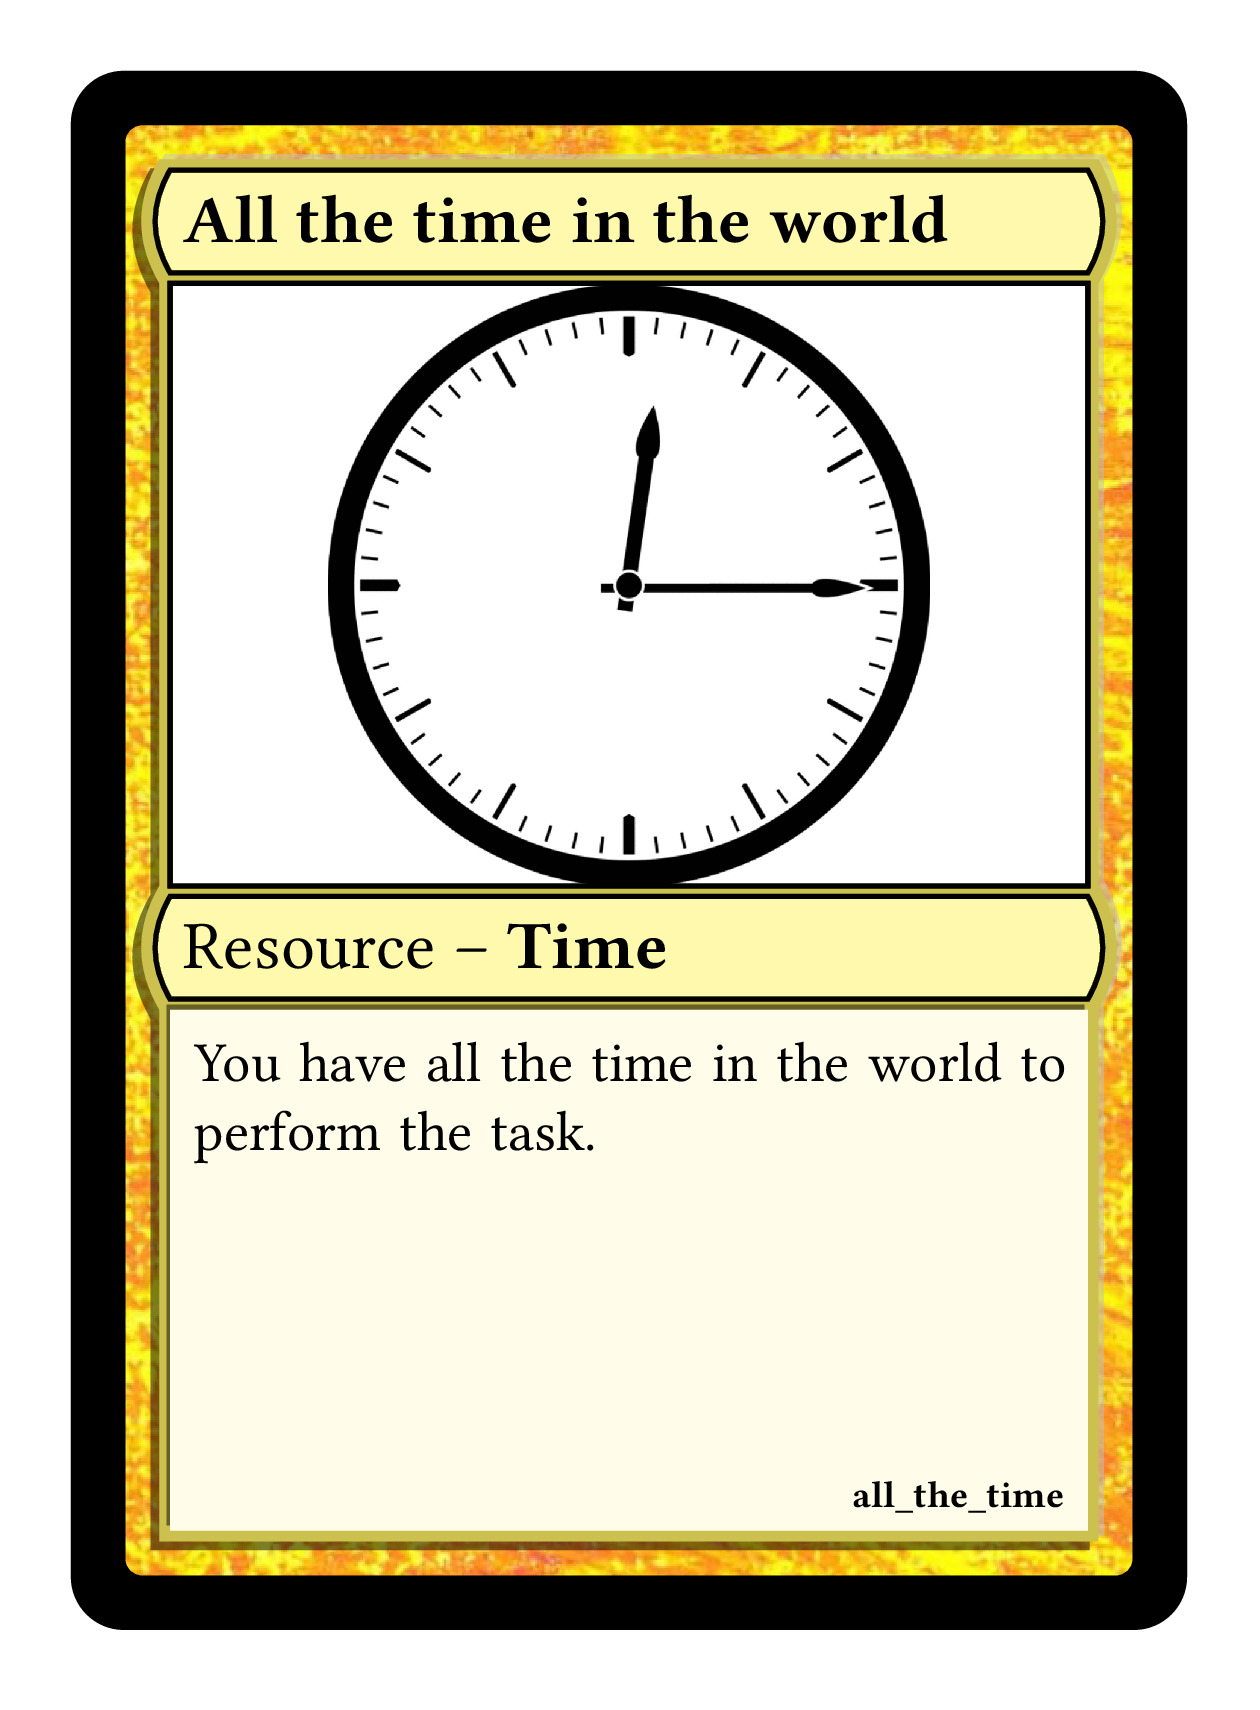 All the time in the world
Resource – Time
You have all the time in the world to
perform the task.
all_the_time